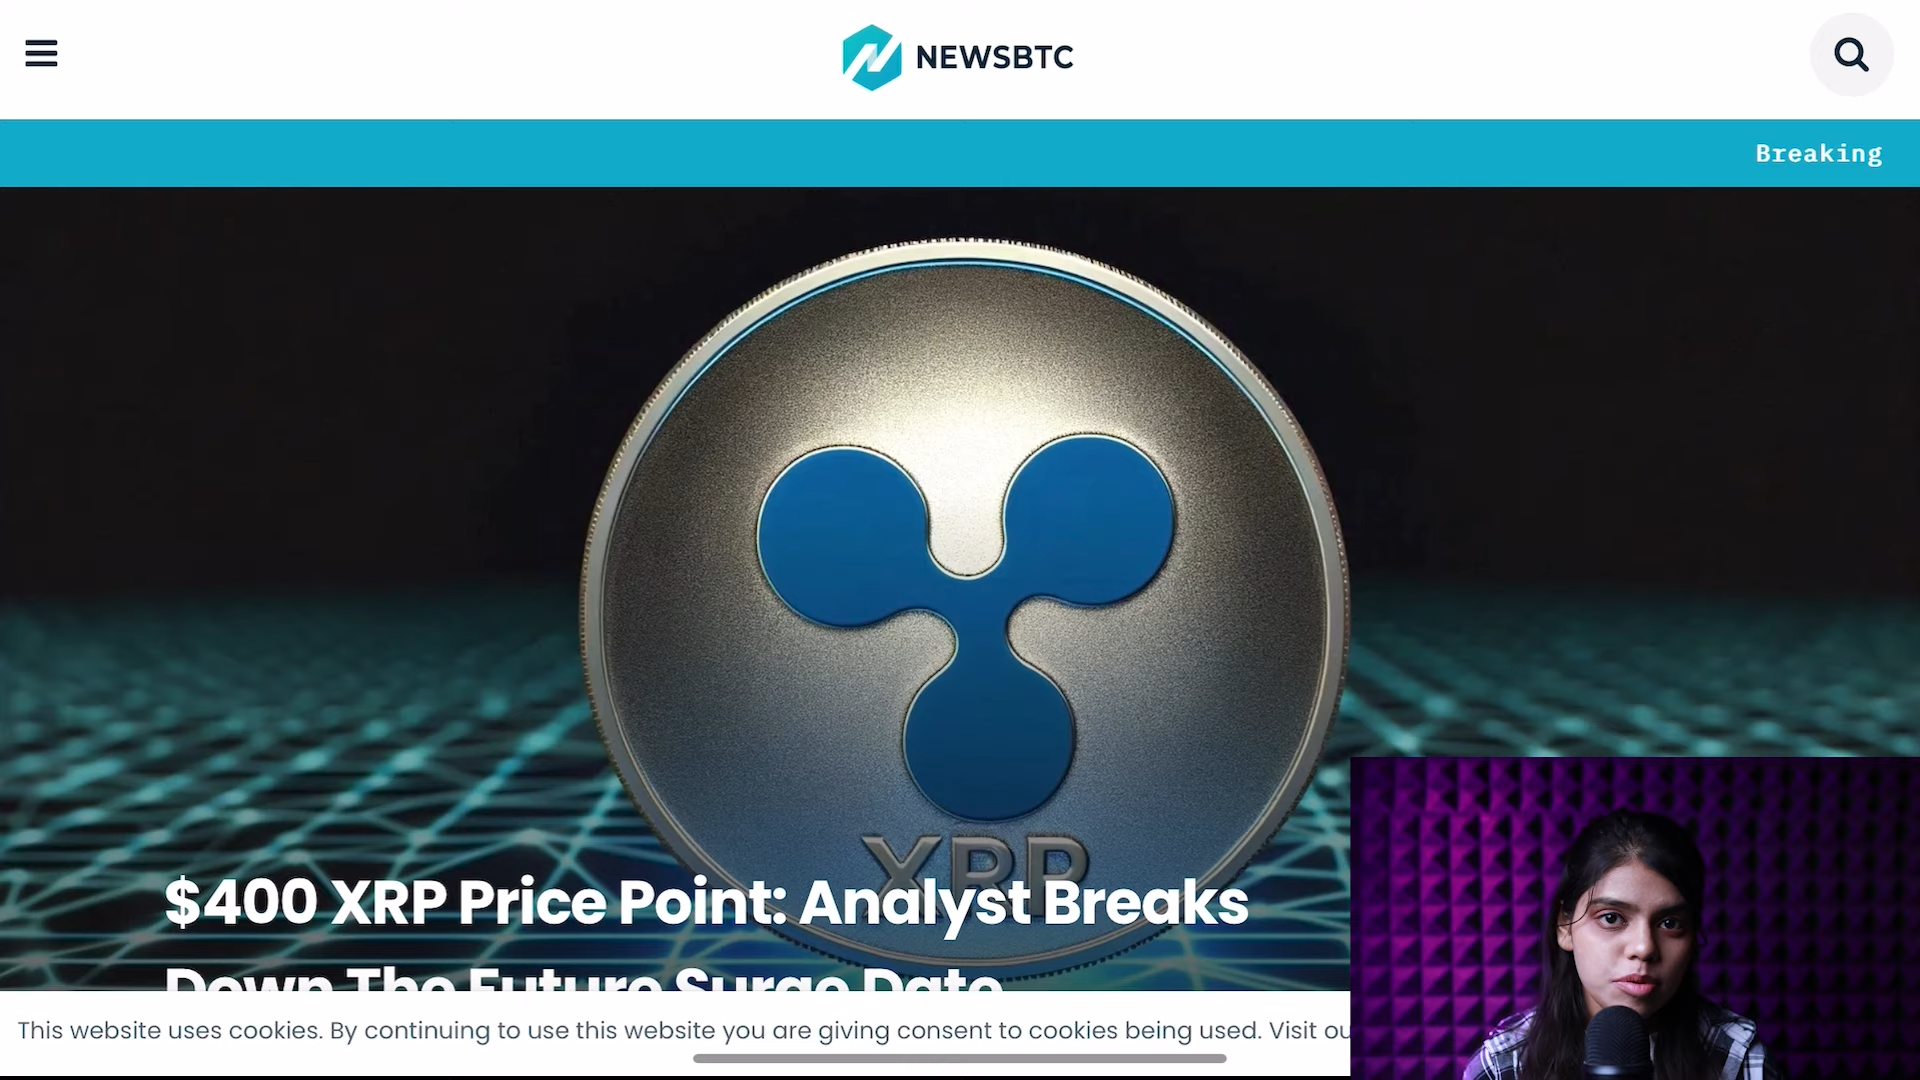 NEWSBTC
Breaking
XRP
$400 XRP Price Point: Analyst Breaks
Down The Future Surge Date
This website uses cookies. By continuing to use this website you are giving consent to cookies being used. Visit ou